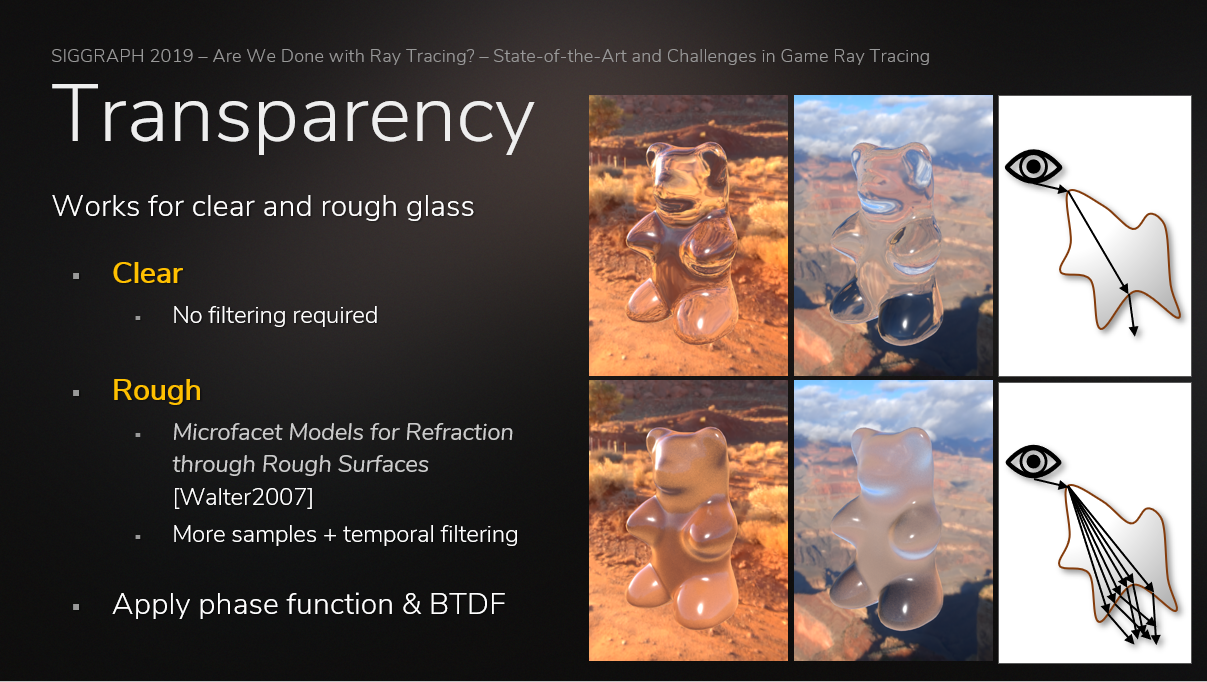 SIGGRAPH 2019 – Are We Done with Ray Tracing? – State-of-the-Art and Challenges in Game Ray Tracing
Transparency
Works for clear and rough glass
▪ Clear
▪ No filtering required
▪ Rough
▪ Microfacet Models for Refraction
through Rough Surfaces
[Walter2007]
▪ More samples + temporal filtering
▪ Apply phase function & BTDF